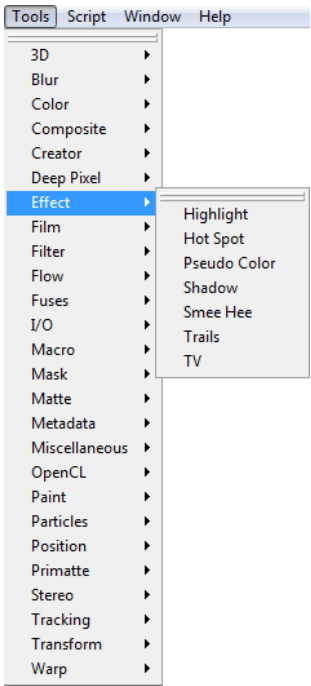 Tools Script Window Help
3D
Blur
Color
Composite
Creator
Deep Pixel
Effect
Film
Filter
Flow
Fuses
I/O
Macro
Mask
Matte
Metadata
Miscellaneous
OpenCL
Paint
Particles
Position
Primatte
Stereo
Tracking
Transform
Warp
Highlight
Hot Spot
Pseudo Color
Shadow
Smee Hee
Trails
TV